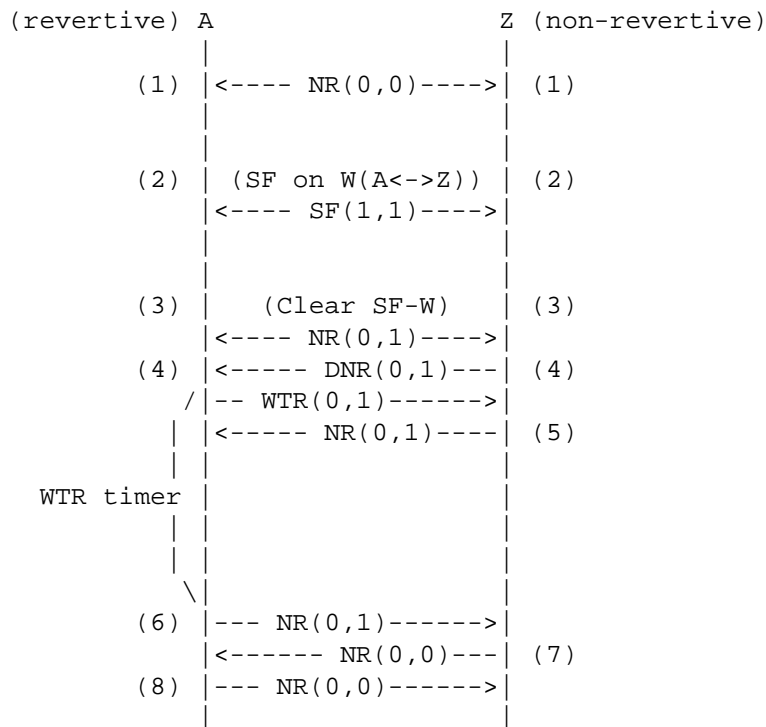 (revertive) A Z (non-revertive)
(1) |<---- NR(0,0)---->| (1)
(2) | (SF on W(A<->Z)) | (2)
|<---- SF(1,1)---->|
(3) | (Clear SF-W) | (3)
|<---- NR(0,1)---->|
(4) |<----- DNR(0,1)---| (4)
/|-- WTR(0,1)------>|
| |<----- NR(0,1)----| (5)
WTR timer | |
\|
(6) |--- NR(0,1)------>|
|<------ NR(0,0)---| (7)
(8) |--- NR(0,0)------>|